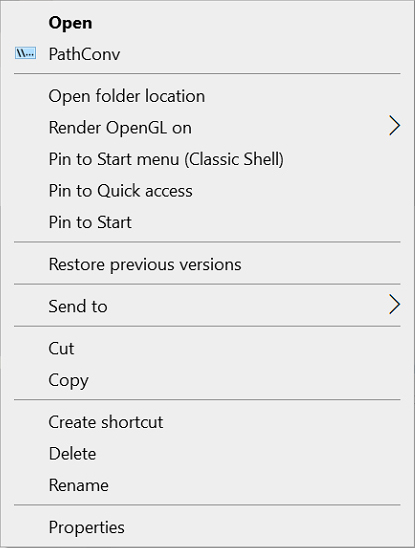 Open
\\... PathConv
Open folder location
Render OpenGL on
Pin to Start menu (Classic Shell)
Pin to Quick access
Pin to Start
Restore previous versions
Send to
Cut
Copy
Create shortcut
Delete
Rename
Properties